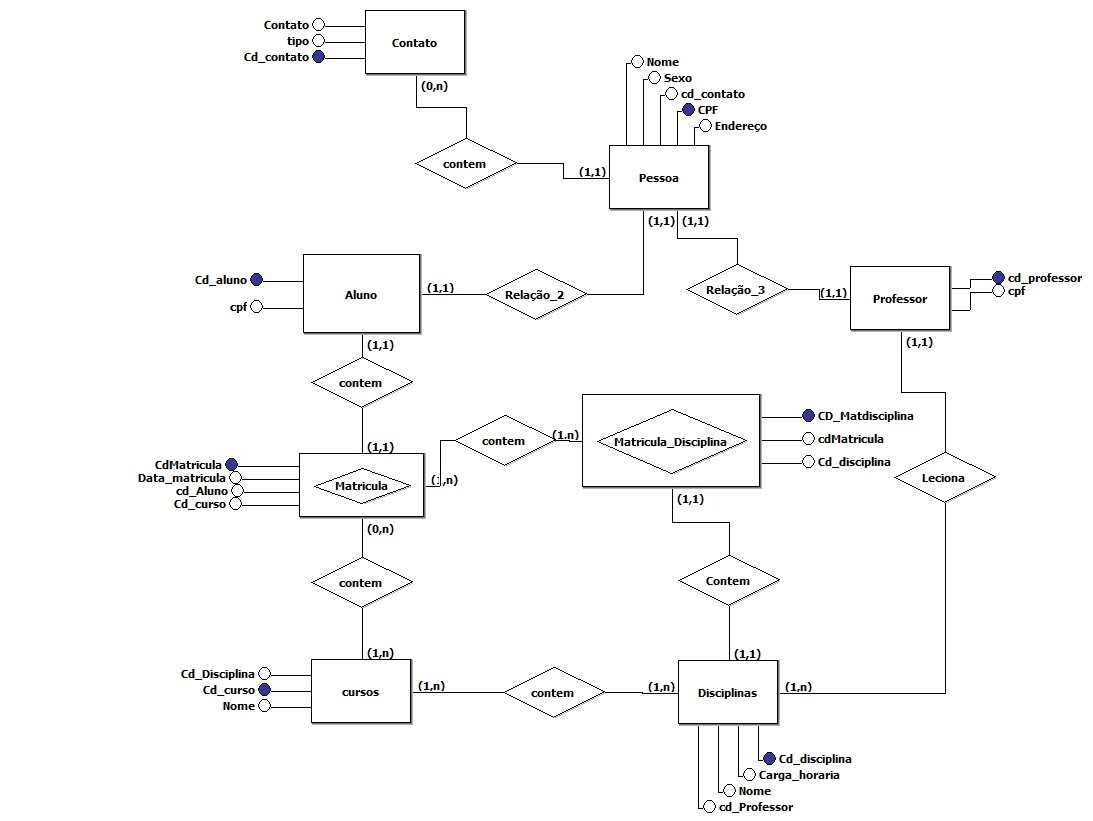 Contato
tipo
Cd_contato
Contato
(0,n)
contem
(1,1)
Nome
Sexo
cd_contato
CPF
Endereço
Pessoa
(1,1)
(1,1)
Cd_aluno
cpf
Aluno
(1,1)
Relação_2
Relação_3
(1,1)
Professor
cd_professor
cpf
(1,1)
(1,1)
contem
(1,1)
CdMatricula
Data_matricula
cd_Aluno
Cd_curso
Matricula
(1,n)
contem
(1.n)
Matricula_Disciplina
CD_Matdisciplina
cdMatricula
Cd_disciplina
Leciona
(0,n)
(1,1)
contem
Contem
(1,n)
(1,1)
Cd_Disciplina
Cd_curso
Nome
cursos
(1,n)
contem
(1,n)
Disciplinas
(1,n)
Cd_disciplina
Carga_horaria
Nome
cd_Professor